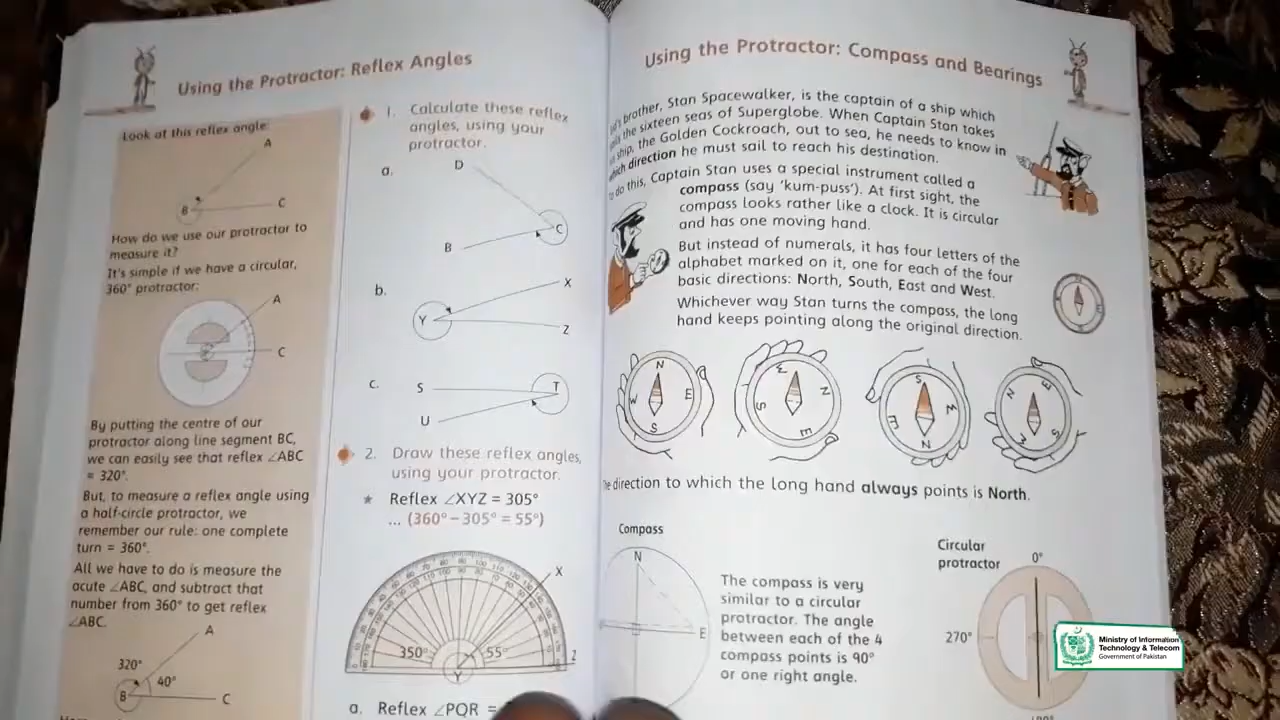 Using the Protractor: Reflex Angles
Look at this reflex angle:
A
B
C
How do we use our protractor to
measure it?
It's simple if we have a circular,
360° protractor:
A
C
By putting the centre of our
protractor along line segment BC,
we can easily see that reflex ∠ABC
= 320°.
But, to measure a reflex angle using
a half-circle protractor, we
remember our rule: one complete
turn = 360°.
All we have to do is measure the
acute ∠ABC, and subtract that
number from 360° to get reflex
∠ABC.
A
320°
40°
B
C
1. Calculate these reflex
angles, using your
protractor.
a.
D
C
B
b.
X
Y
Z
c.
S
T
U
2. Draw these reflex angles,
using your protractor.
★ Reflex ∠XYZ = 305°
... (360° – 305° = 55°)
X
350°
55°
Y
Z
a. Reflex ∠PQR =
Using the Protractor: Compass and Bearings
brother, Stan Spacewalker, is the captain of a ship which
the sixteen seas of Superglobe. When Captain Stan takes
ship, the Golden Cockroach, out to sea, he needs to know in
which direction he must sail to reach his destination.
To do this, Captain Stan uses a special instrument called a
compass (say 'kum-puss'). At first sight, the
compass looks rather like a clock. It is circular
and has one moving hand.
But instead of numerals, it has four letters of the
alphabet marked on it, one for each of the four
basic directions: North, South, East and West.
Whichever way Stan turns the compass, the long
hand keeps pointing along the original direction.
N
W E
S
W
S N
E
S
E W
N
N E
W S
direction to which the long hand always points is North.
Compass
N
E
The compass is very
similar to a circular
protractor. The angle
between each of the 4
compass points is 90°
or one right angle.
Circular
protractor
0°
270°
Ministry of Information
Technology & Telecom
Government of Pakistan